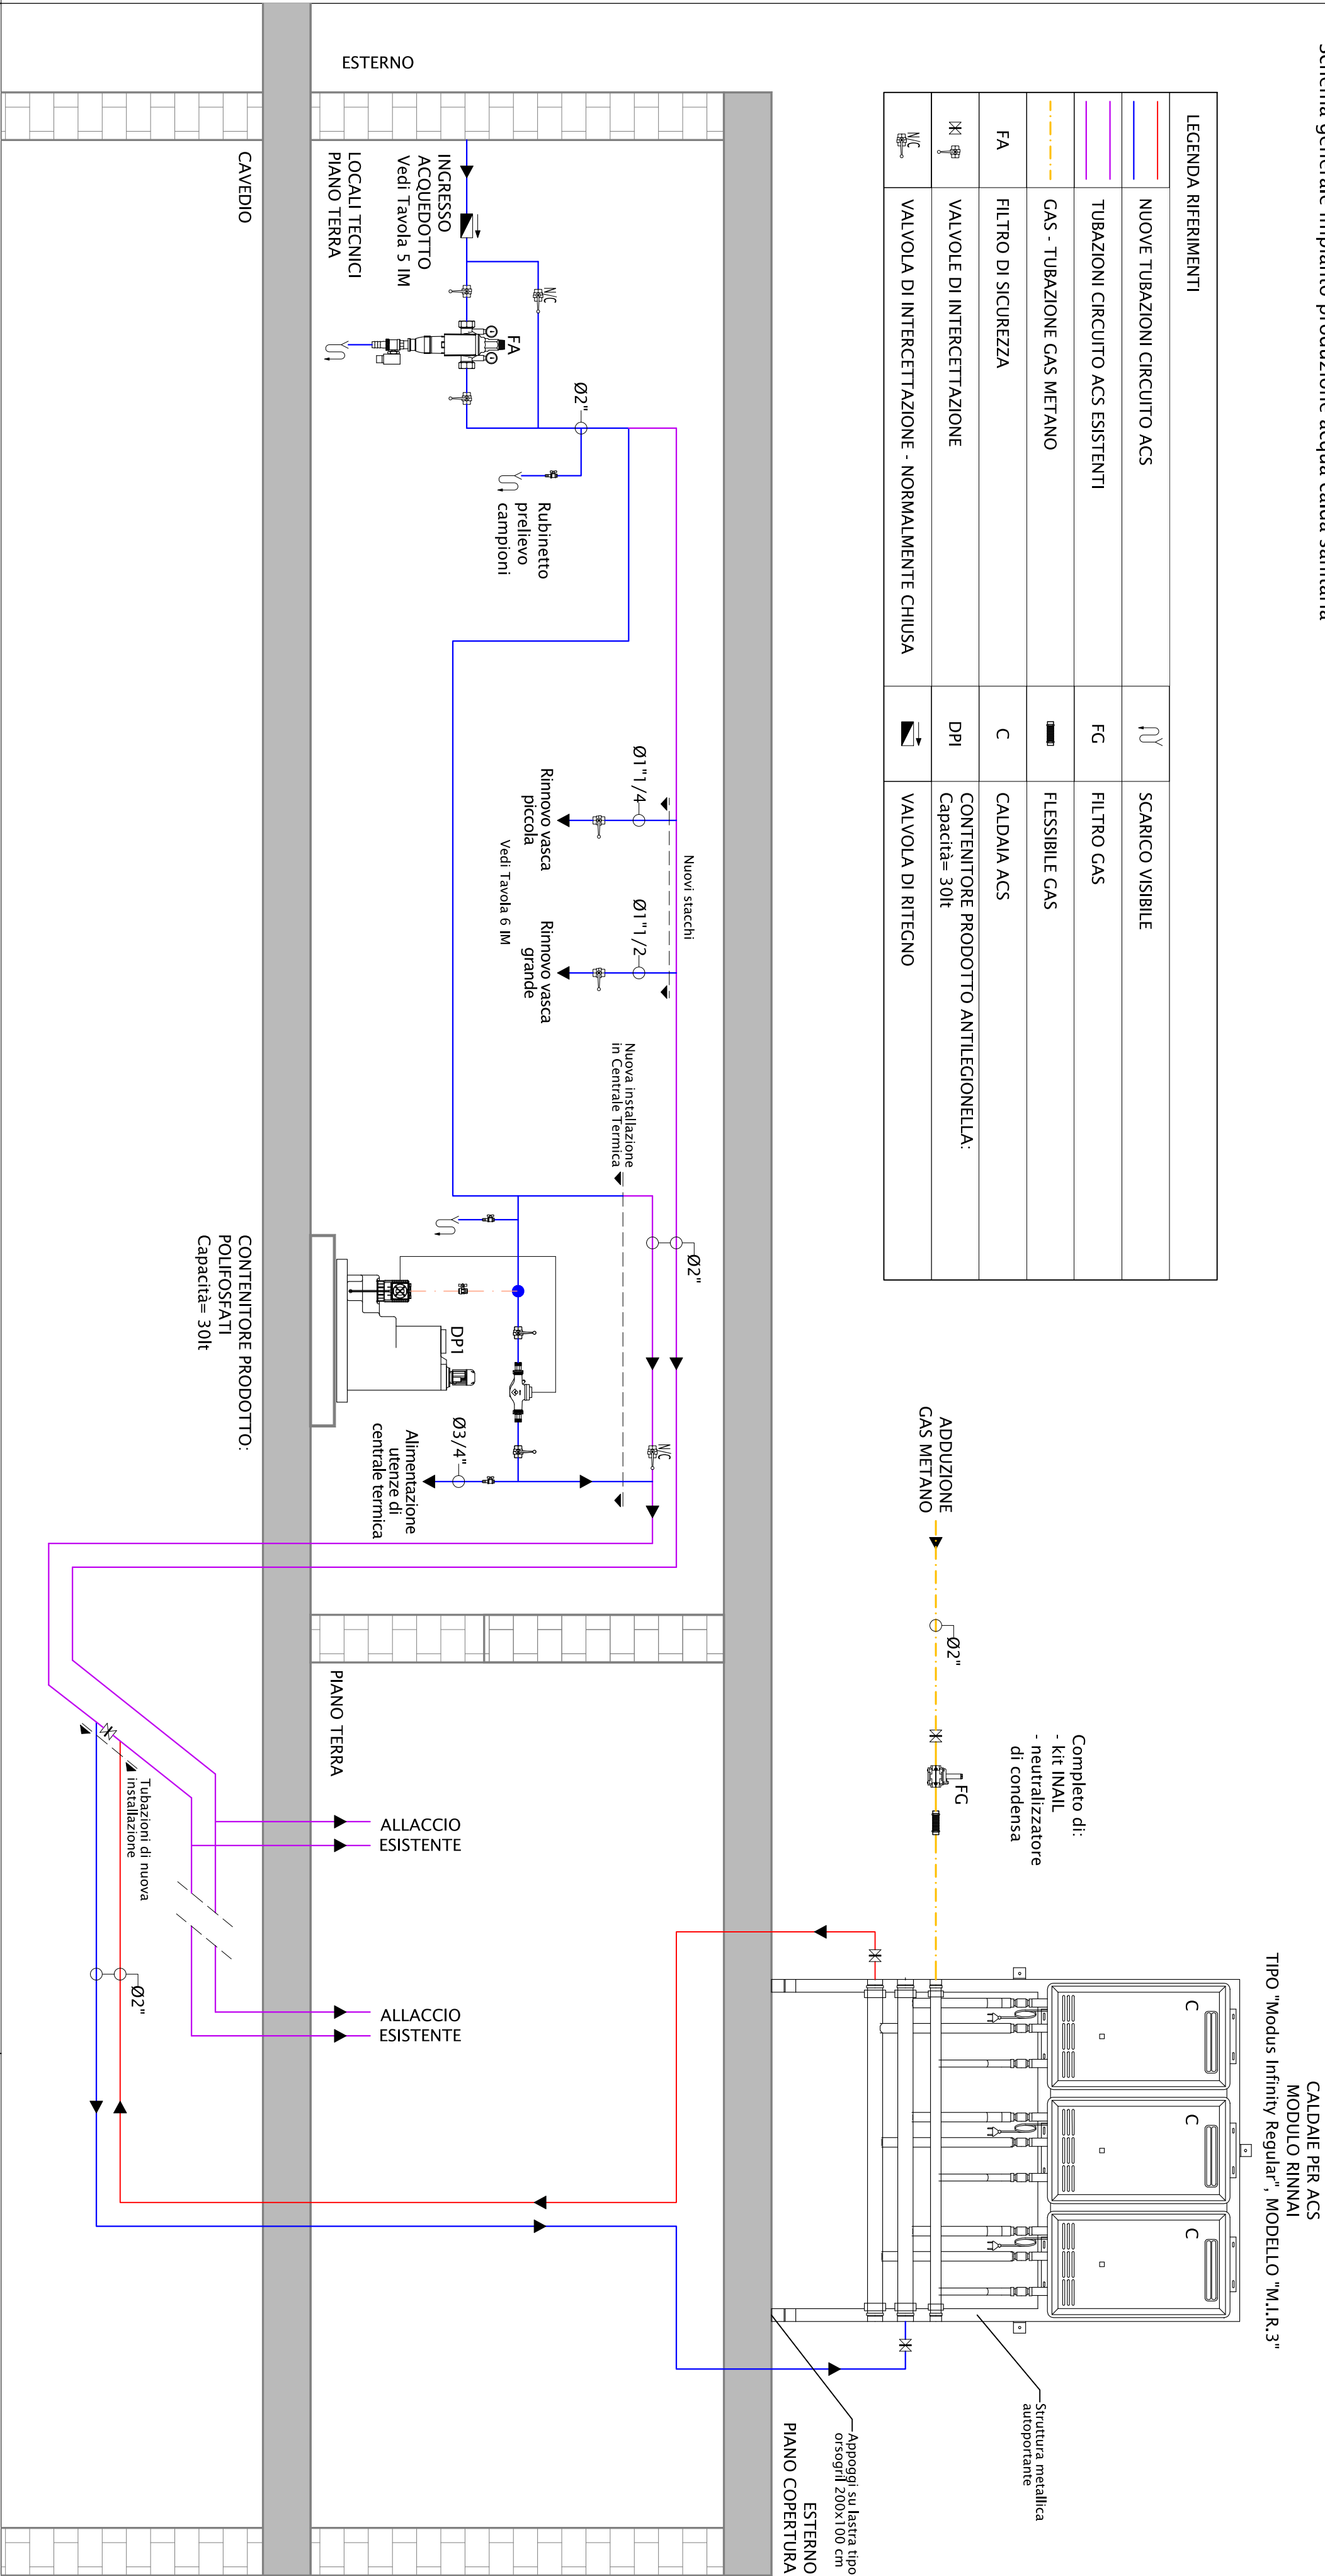 Schema generale impianto produzione acqua calda sanitaria
LEGENDA RIFERIMENTI
NUOVE TUBAZIONI CIRCUITO ACS
SCARICO VISIBILE
TUBAZIONI CIRCUITO ACS ESISTENTI
FG
FILTRO GAS
GAS - TUBAZIONE GAS METANO
FLESSIBILE GAS
FA
FILTRO DI SICUREZZA
C
CALDAIA ACS
VALVOLE DI INTERCETTAZIONE
DPI
CONTENITORE PRODOTTO ANTILEGIONELLA:
Capacità= 30lt
N/C
VALVOLA DI INTERCETTAZIONE - NORMALMENTE CHIUSA
VALVOLA DI RITEGNO
CALDAIE PER ACS
MODULO RINNAI
TIPO "Modus Infinity Regular", MODELLO "M.I.R.3"
C
C
C
Completo di:
- kit INAIL
- neutralizzatore
di condensa
ADDUZIONE
GAS METANO
Ø2"
FG
Struttura metallica
autoportante
Appoggi su lastra tipo
orsogril 200x100 cm
ESTERNO
PIANO COPERTURA
ESTERNO
INGRESSO
ACQUEDOTTO
Vedi Tavola 5 IM
LOCALI TECNICI
PIANO TERRA
N/C
FA
Ø2"
Rubinetto
prelievo
campioni
Nuovi stacchi
Ø1"1/4
Ø1"1/2
Rinnovo vasca
piccola
Rinnovo vasca
grande
Vedi Tavola 6 IM
Nuova installazione
in Centrale Termica
Ø2"
N/C
DP1
Ø3/4"
Alimentazione
utenze di
centrale termica
PIANO TERRA
ALLACCIO
ESISTENTE
ALLACCIO
ESISTENTE
CAVEDIO
CONTENITORE PRODOTTO:
POLIFOSFATI
Capacità= 30lt
Tubazioni di nuova
installazione
Ø2"